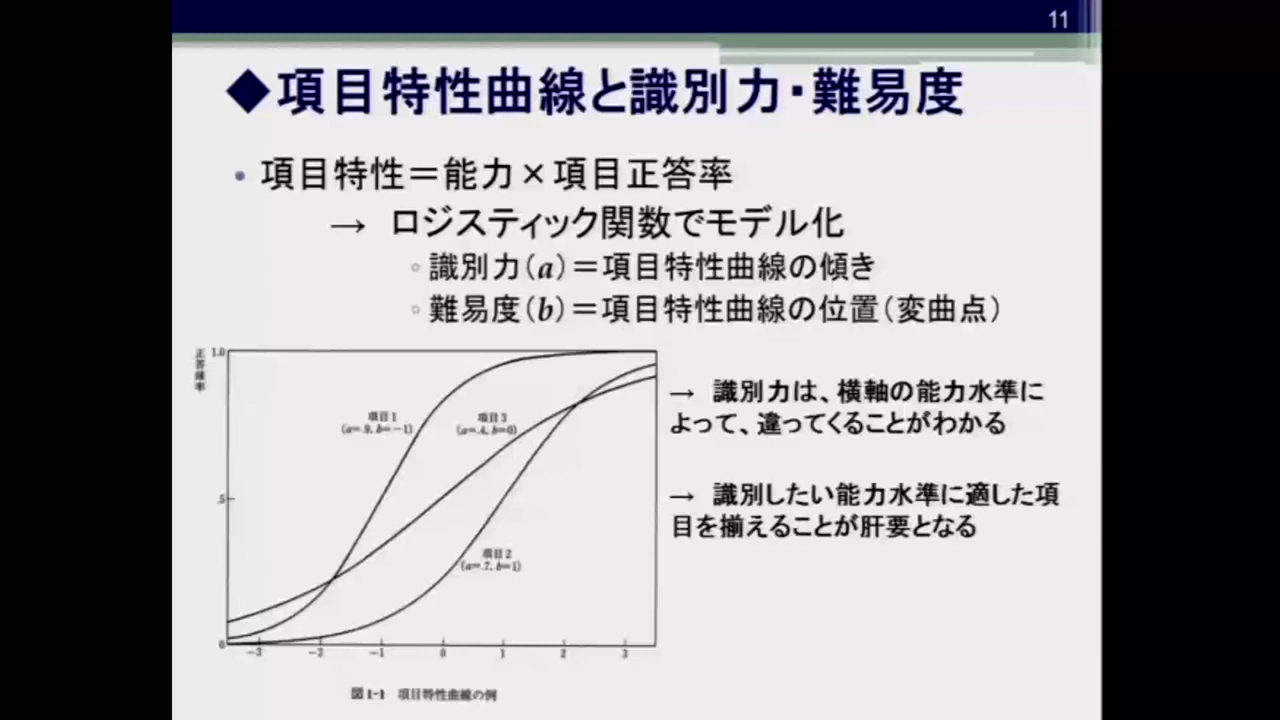 11
◆項目特性曲線と識別力・難易度
• 項目特性＝能力×項目正答率
→ ロジスティック関数でモデル化
◦識別力(a)＝項目特性曲線の傾き
◦難易度(b)＝項目特性曲線の位置(変曲点)
正答確率
1.0
項目1
(a=.9, b=−1)
項目3
(a=.4, b=0)
.5
項目2
(a=.7, b=1)
0
−3 −2 −1 0 1 2 3
図1-1 項目特性曲線の例
→ 識別力は、横軸の能力水準に
よって、違ってくることがわかる
→ 識別したい能力水準に適した項
目を揃えることが肝要となる